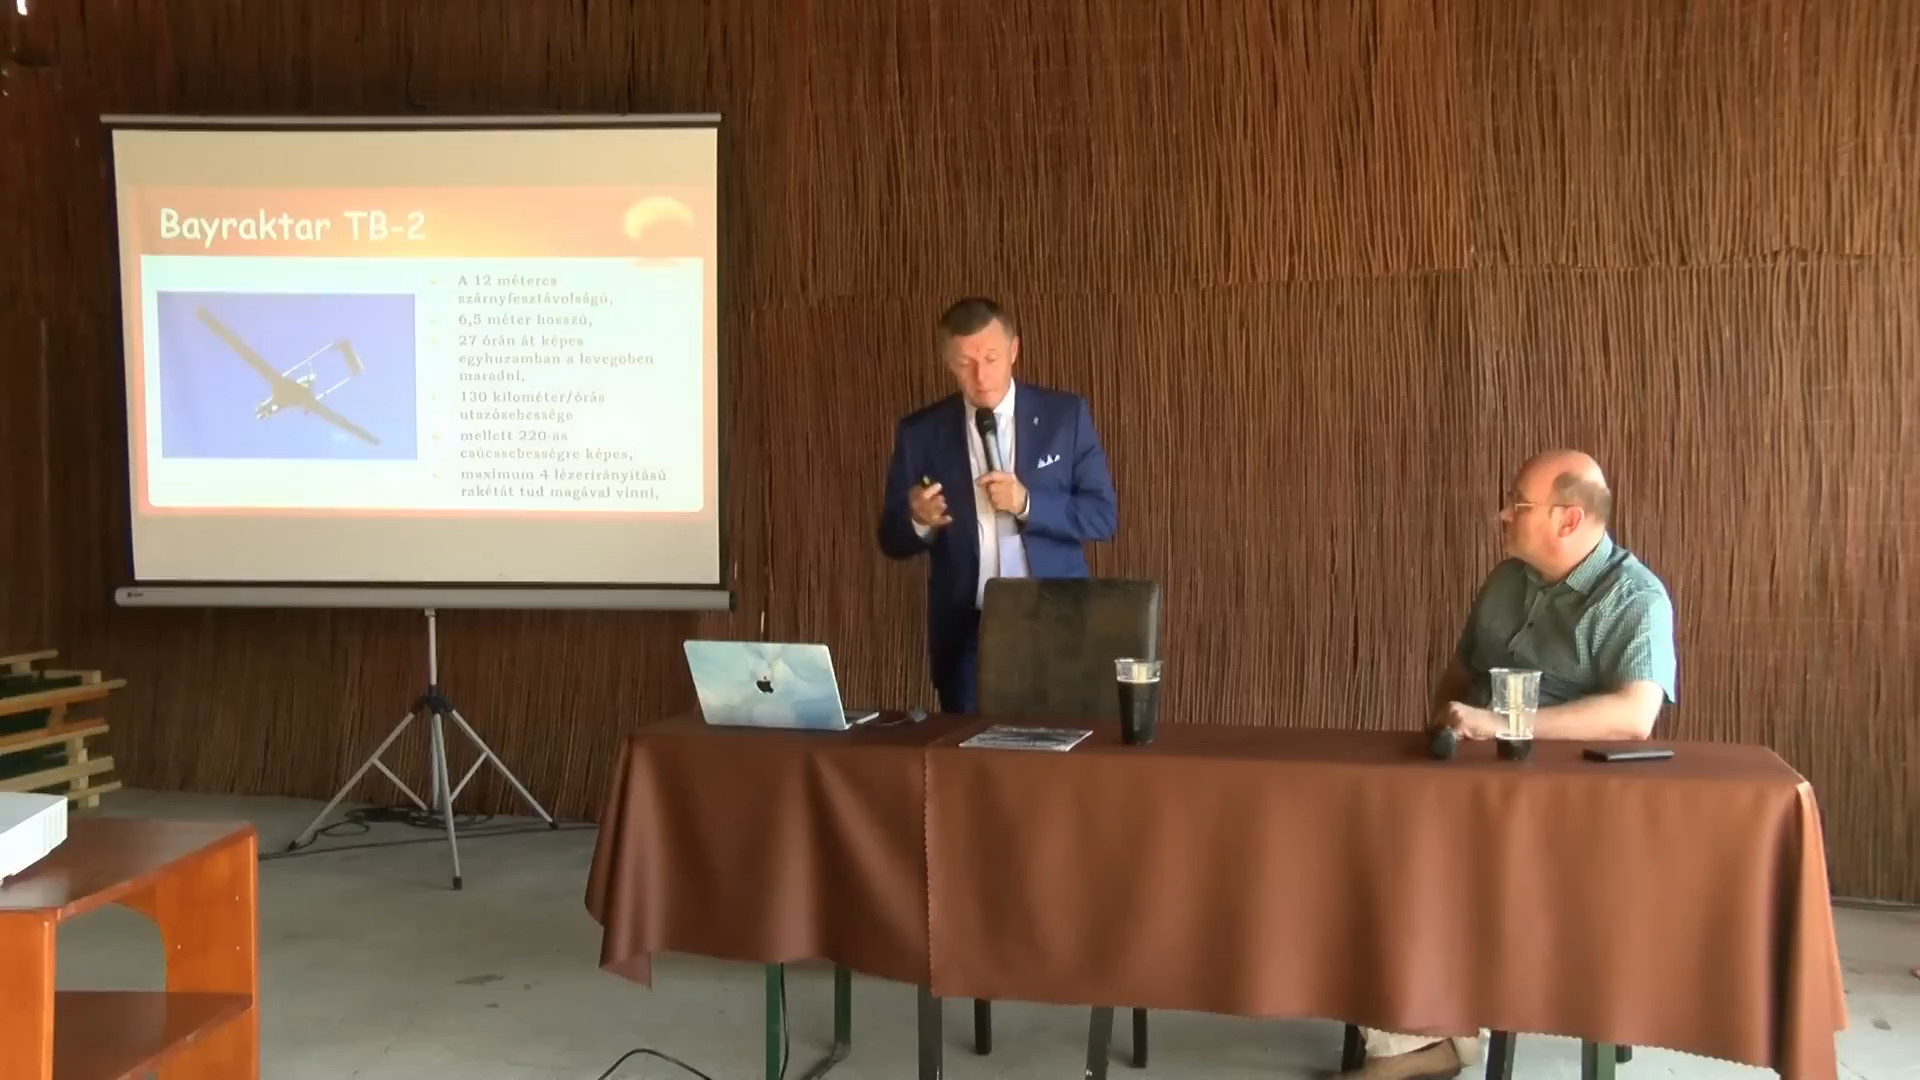 Bayraktar TB-2
A 12 méteres
szárnyfesztávolságú,
6,5 méter hosszú,
27 órán át képes
egyhuzamban a levegőben
maradni,
130 kilométer/órás
utazósebessége
mellett 220-as
csúcssebességre képes,
maximum 4 lézerirányítású
rakétát tud magával vinni,